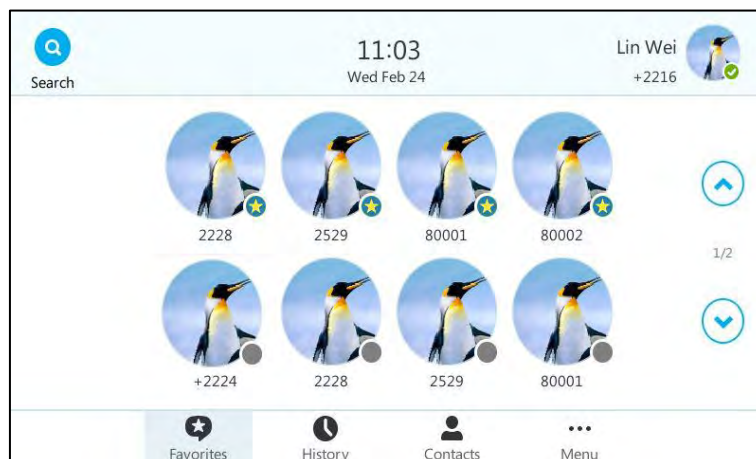 Search
11:03
Wed Feb 24
Lin Wei
+2216
2228
2529
80001
80002
1/2
+2224
2228
2529
80001
Favorites
History
Contacts
Menu